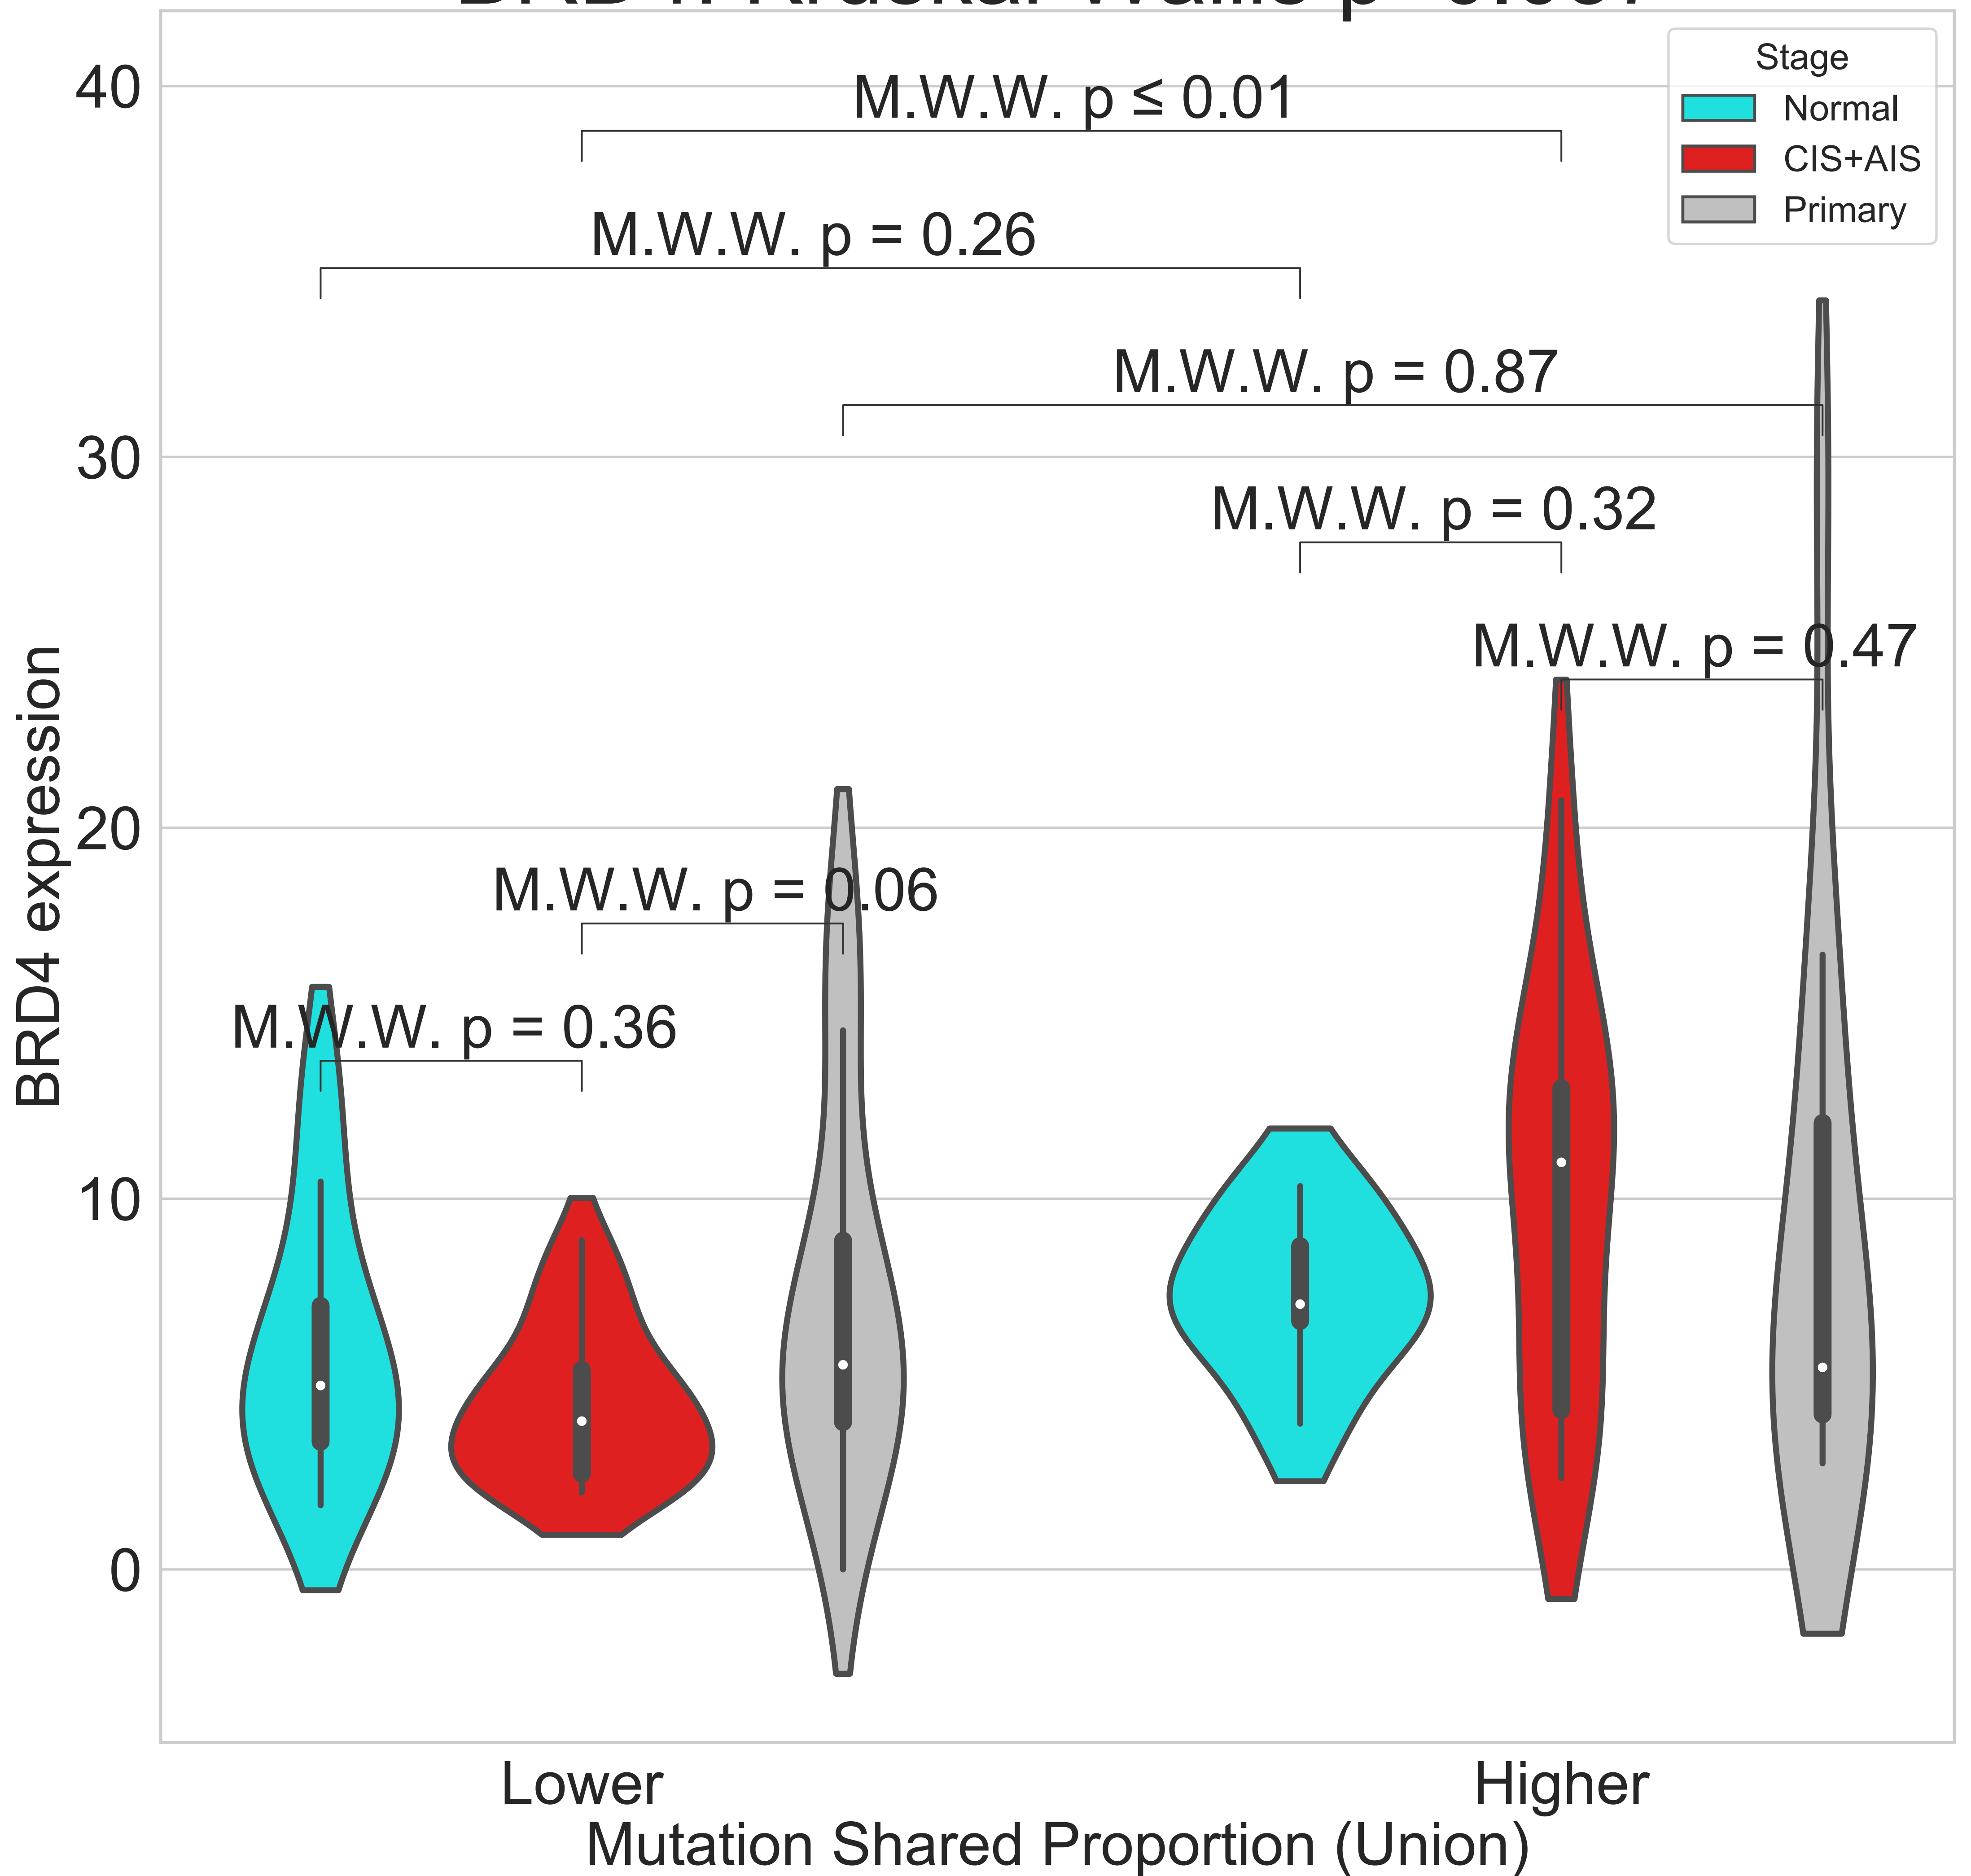 Stage
Normal
CIS+AIS
Primary
M.W.W. p ≤ 0.01
M.W.W. p = 0.26
M.W.W. p = 0.87
M.W.W. p = 0.32
M.W.W. p = 0.47
M.W.W. p = 0.06
M.W.W. p = 0.36
40
30
20
10
0
BRD4 expression
Lower
Higher
Mutation Shared Proportion (Union)